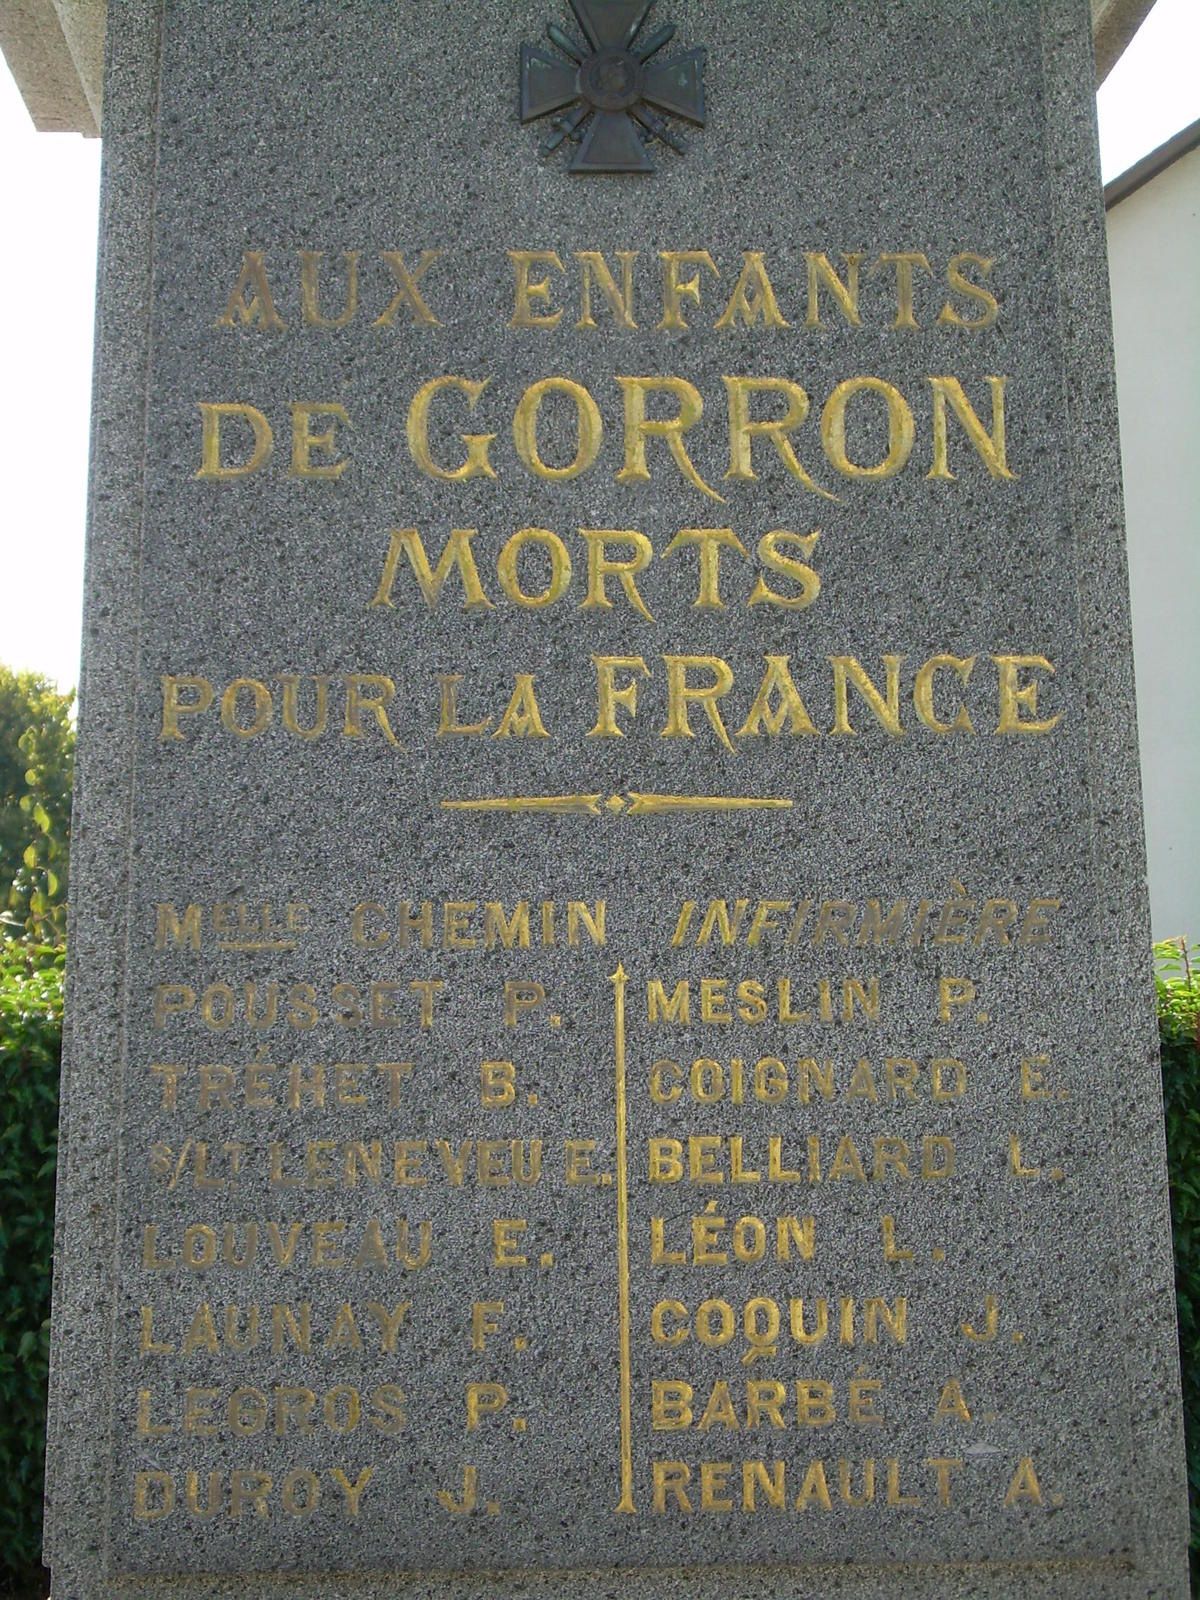 AUX ENFANTS
DE GORRON
MORTS
POUR LA FRANCE
MELLE CHEMIN INFIRMIÈRE
POUSSET P.
TRÉHET B.
S/LT. LENEVEU E.
LOUVEAU E.
LAUNAY F.
LEGROS P.
DUROY J.
MESLIN P.
COIGNARD E.
BELLIARD L.
LÉON L.
COQUIN J.
BARBÉ A.
RENAULT A.